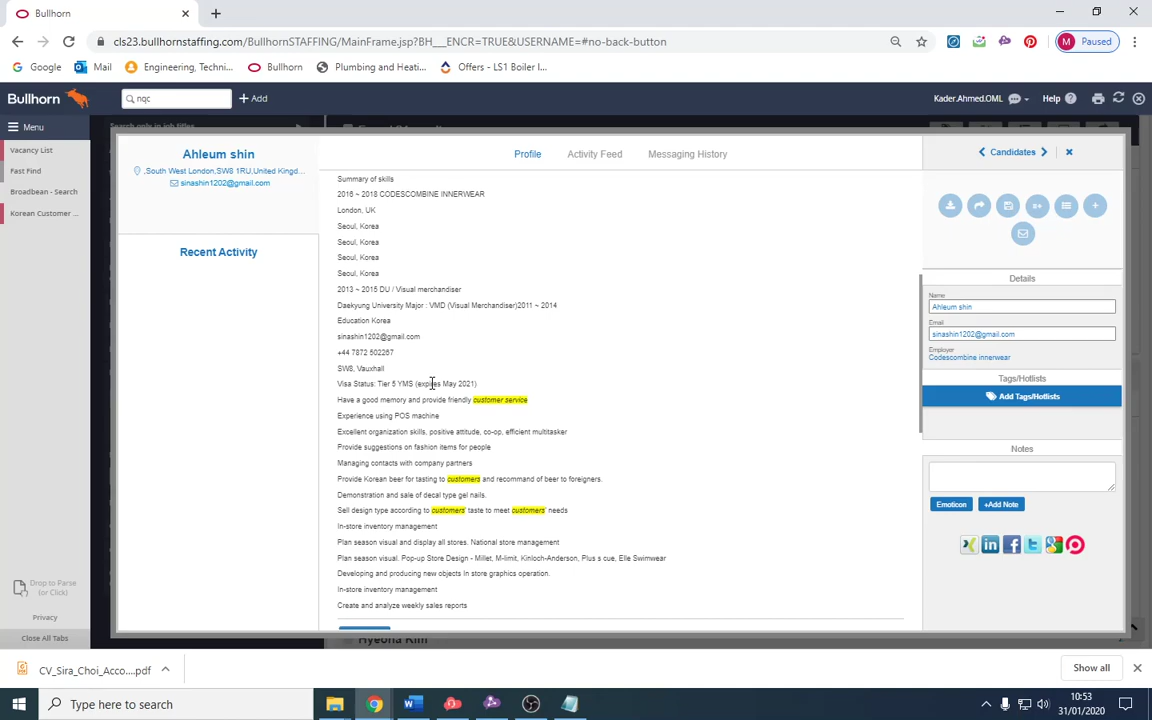 Bullhorn
cls23.bullhornstaffing.com/BullhornSTAFFING/MainFrame.jsp?BH___ENCR=TRUE&USERNAME=#no-back-button
M Paused
Google
Mail
Engineering, Techni...
Bullhorn
Plumbing and Heati...
Offers - LS1 Boiler I...
Bullhorn
nqc
Add
Kader.Ahmed.OML
Help
Menu
Vacancy List
Fast Find
Broadbean - Search
Korean Customer ...
Search only in job titles
Ahleum shin
,South West London,SW8 1RU,United Kingd...
sinashin1202@gmail.com
Recent Activity
Profile
Activity Feed
Messaging History
Summary of skills
2016 ~ 2018 CODESCOMBINE INNERWEAR
London, UK
Seoul, Korea
Seoul, Korea
Seoul, Korea
Seoul, Korea
2013 ~ 2015 DU / Visual merchandiser
Daekyung University Major : VMD (Visual Merchandiser)2011 ~ 2014
Education Korea
sinashin1202@gmail.com
+44 7872 502267
SW8, Vauxhall
Visa Status: Tier 5 YMS (expires May 2021)
Have a good memory and provide friendly customer service
Experience using POS machine
Excellent organization skills, positive attitude, co-op, efficient multitasker
Provide suggestions on fashion items for people
Managing contacts with company partners
Provide Korean beer for tasting to customers and recommand of beer to foreigners.
Demonstration and sale of decal type gel nails.
Sell design type according to customers' taste to meet customers' needs
In-store inventory management
Plan season visual and display all stores. National store management
Plan season visual. Pop-up Store Design - Miller, M-limit, Kinloch-Anderson, Plus s cue, Elle Swimwear
Developing and producing new objects In store graphics operation.
In-store inventory management
Create and analyze weekly sales reports
Candidates
Details
Name
Ahleum shin
Email
sinashin1202@gmail.com
Employer
Codescombine innerwear
Tags/Hotlists
Add Tags/Hotlists
Notes
Emoticon
+Add Note
Hyeona Kim
Drop to Parse
(or Click)
Privacy
Close All Tabs
CV_Sira_Choi_Acco....pdf
Show all
Type here to search
10:53
31/01/2020